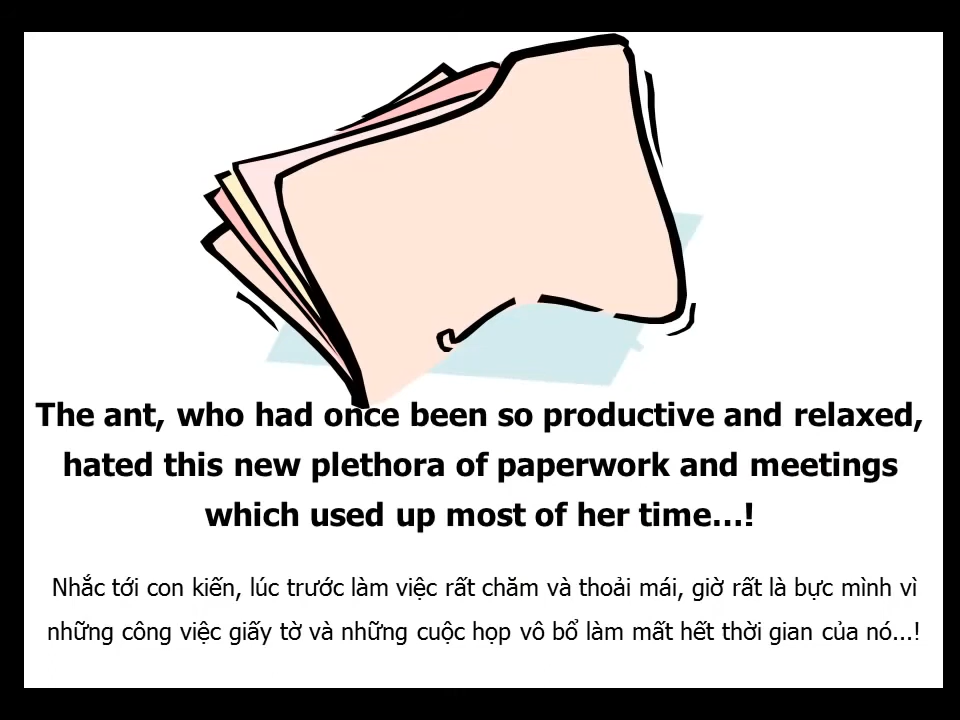 The ant, who had once been so productive and relaxed,
hated this new plethora of paperwork and meetings
which used up most of her time...!
Nhắc tới con kiến, lúc trước làm việc rất chăm và thoải mái, giờ rất là bực mình vì
những công việc giấy tờ và những cuộc họp vô bổ làm mất hết thời gian của nó...!